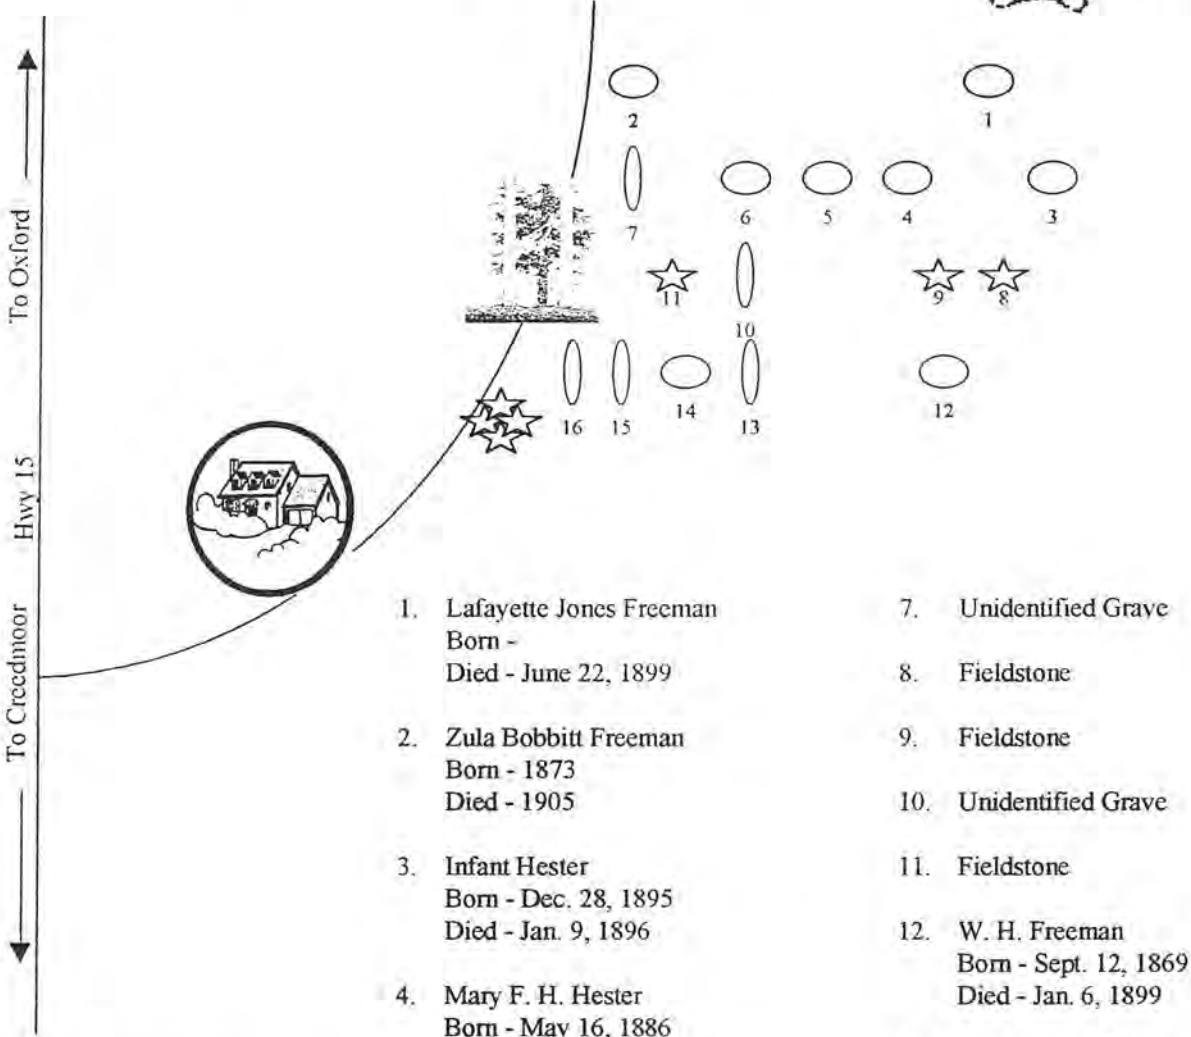 To Oxford
Hwy 15
To Creedmoor
2
1
7
6
5
4
3
11
10
9
8
16
15
14
13
12
1. Lafayette Jones Freeman
Born -
Died - June 22, 1899
2. Zula Bobbitt Freeman
Born - 1873
Died - 1905
3. Infant Hester
Born - Dec. 28, 1895
Died - Jan. 9, 1896
4. Mary F. H. Hester
Born - May 16, 1886
7. Unidentified Grave
8. Fieldstone
9. Fieldstone
10. Unidentified Grave
11. Fieldstone
12. W. H. Freeman
Born - Sept. 12, 1869
Died - Jan. 6, 1899